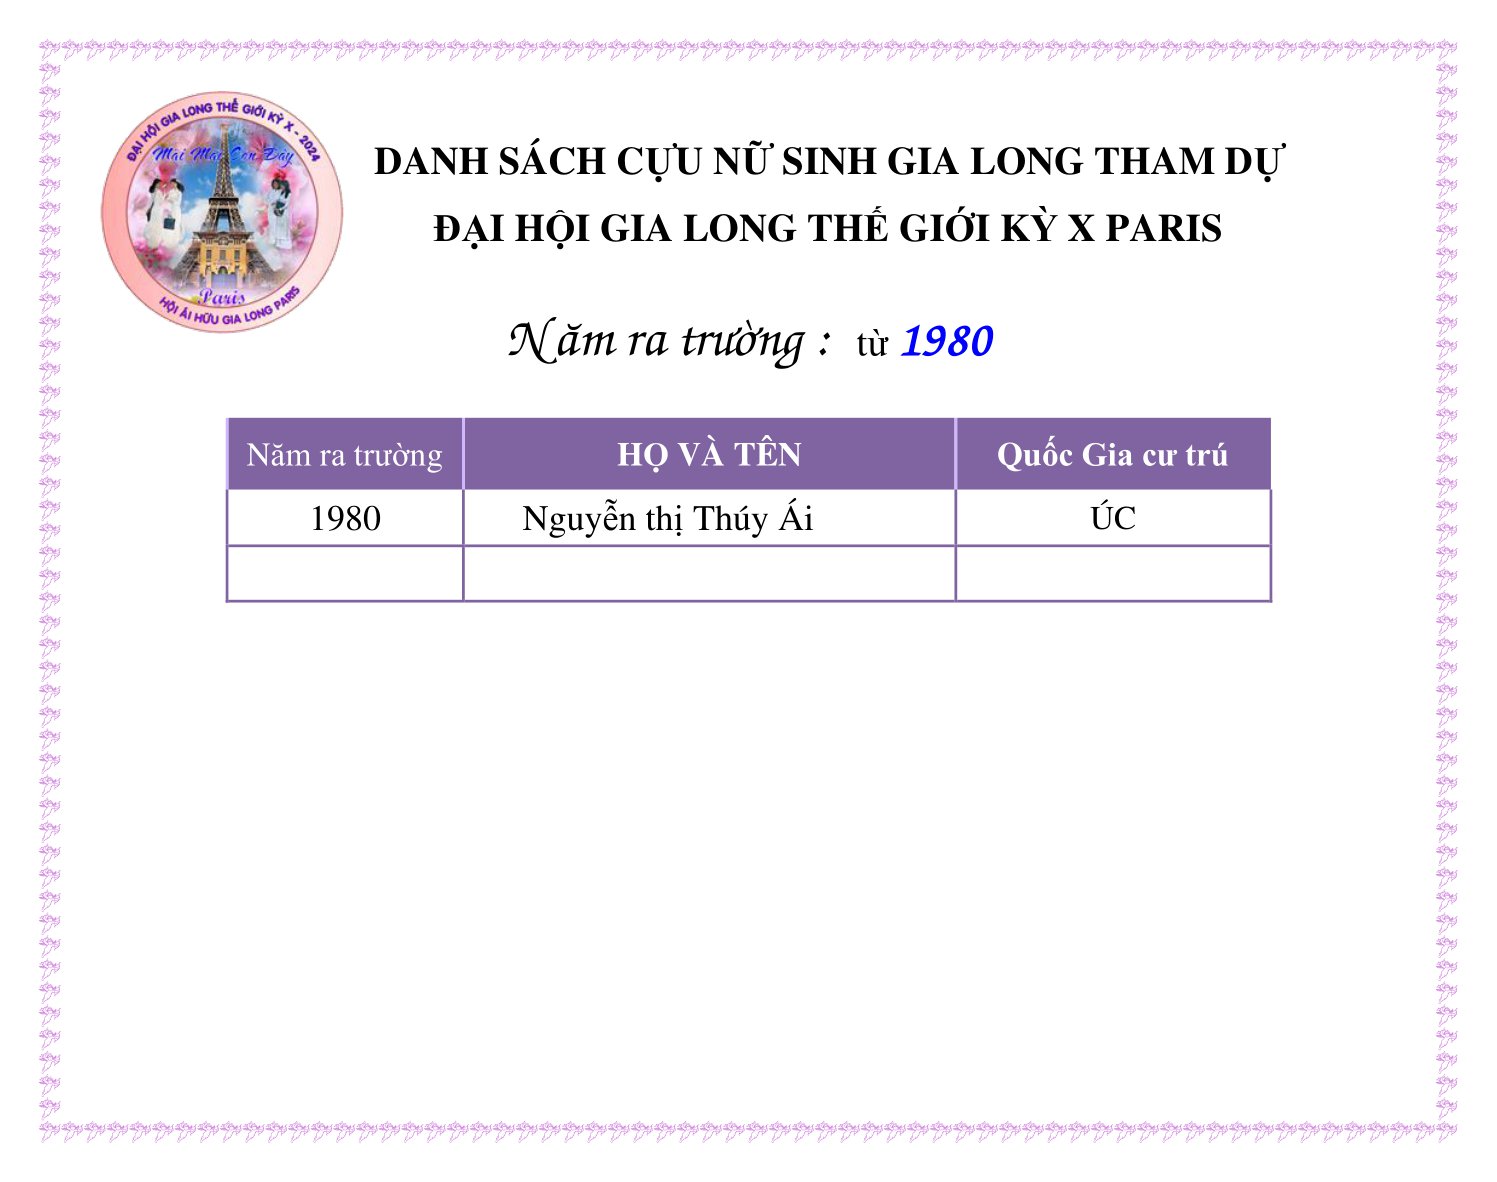 ĐẠI HỘI GIA LONG THẾ GIỚI KỲ X - 2024
Mãi Mãi Còn Đây
Paris
HỘI ÁI HỮU GIA LONG PARIS
DANH SÁCH CỰU NỮ SINH GIA LONG THAM DỰ
ĐẠI HỘI GIA LONG THẾ GIỚI KỲ X PARIS
Năm ra trường : từ 1980
Năm ra trường HỌ VÀ TÊN Quốc Gia cư trú
1980 Nguyễn thị Thúy Ái ÚC